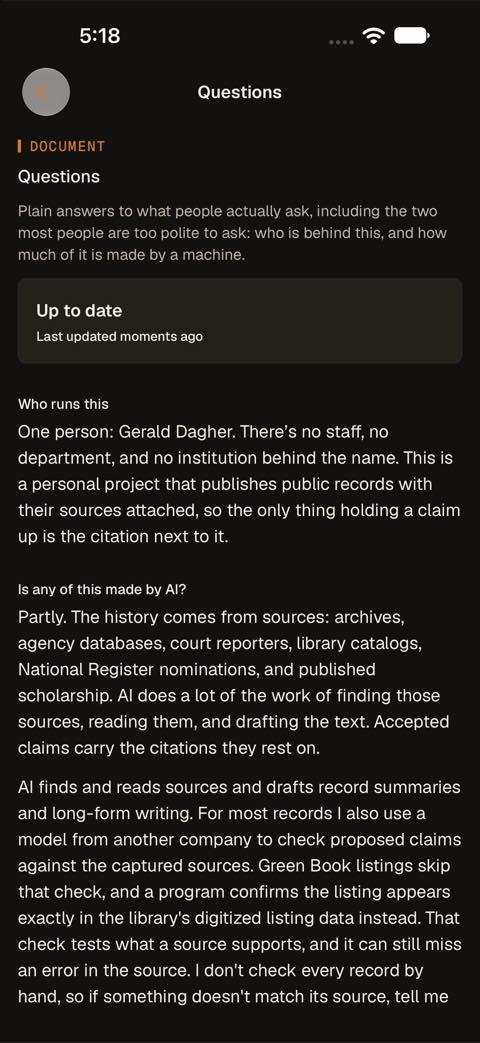 5:18
Questions
DOCUMENT
Questions
Plain answers to what people actually ask, including the two
most people are too polite to ask: who is behind this, and how
much of it is made by a machine.
Up to date
Last updated moments ago
Who runs this
One person: Gerald Dagher. There’s no staff, no
department, and no institution behind the name. This is
a personal project that publishes public records with
their sources attached, so the only thing holding a claim
up is the citation next to it.
Is any of this made by AI?
Partly. The history comes from sources: archives,
agency databases, court reporters, library catalogs,
National Register nominations, and published
scholarship. AI does a lot of the work of finding those
sources, reading them, and drafting the text. Accepted
claims carry the citations they rest on.
AI finds and reads sources and drafts record summaries
and long-form writing. For most records I also use a
model from another company to check proposed claims
against the captured sources. Green Book listings skip
that check, and a program confirms the listing appears
exactly in the library's digitized listing data instead. That
check tests what a source supports, and it can still miss
an error in the source. I don't check every record by
hand, so if something doesn't match its source, tell me